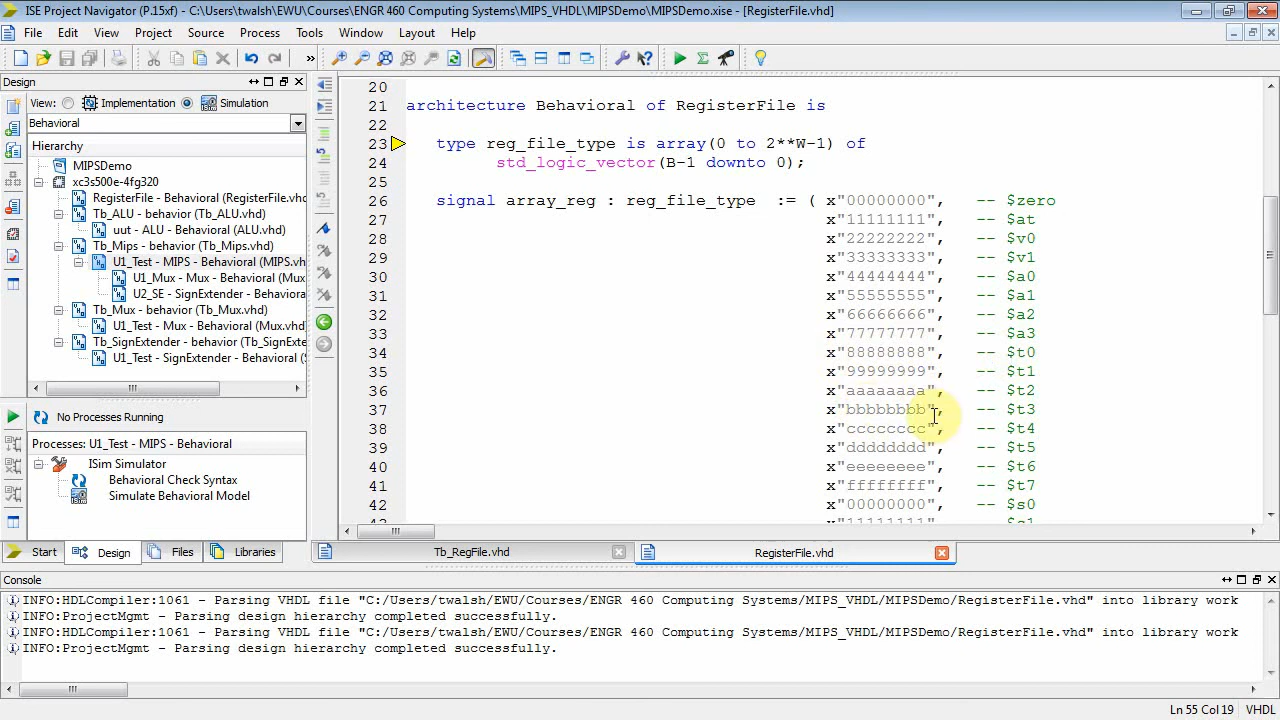 ISE Project Navigator (P.15xf) - C:\Users\twalsh\EWU\Courses\ENGR 460 Computing Systems\MIPS_VHDL\MIPSDemo\MIPSDemo.xise - [RegisterFile.vhd]
File Edit View Project Source Process Tools Window Layout Help
Design
View: Implementation Simulation
Behavioral
Hierarchy
MIPSDemo
xc3s500e-4fg320
RegisterFile - Behavioral (RegisterFile.vhd
Tb_ALU - behavior (Tb_ALU.vhd)
uut - ALU - Behavioral (ALU.vhd)
Tb_Mips - behavior (Tb_Mips.vhd)
U1_Test - MIPS - Behavioral (MIPS.vh
U1_Mux - Mux - Behavioral (Mux.vhd
U2_SE - SignExtender - Behaviora
Tb_Mux - behavior (Tb_Mux.vhd)
U1_Test - Mux - Behavioral (Mux.vhd)
Tb_SignExtender - behavior (Tb_SignExten
U1_Test - SignExtender - Behavioral (S
No Processes Running
Processes: U1_Test - MIPS - Behavioral
ISim Simulator
Behavioral Check Syntax
Simulate Behavioral Model
Start Design Files Libraries
20
21 architecture Behavioral of RegisterFile is
22
23 type reg_file_type is array(0 to 2**W-1) of
24 std_logic_vector(B-1 downto 0);
25
26 signal array_reg : reg_file_type := ( x"00000000", -- $zero
27 x"11111111", -- $at
28 x"22222222", -- $v0
29 x"33333333", -- $v1
30 x"44444444", -- $a0
31 x"55555555", -- $a1
32 x"66666666", -- $a2
33 x"77777777", -- $a3
34 x"88888888", -- $t0
35 x"99999999", -- $t1
36 x"aaaaaaaa", -- $t2
37 x"bbbbbbbb", -- $t3
38 x"cccccccc", -- $t4
39 x"dddddddd", -- $t5
40 x"eeeeeeee", -- $t6
41 x"ffffffff", -- $t7
42 x"00000000", -- $s0
43 x"11111111", -- $s1
Tb_RegFile.vhd RegisterFile.vhd
Console
INFO:HDLCompiler:1061 - Parsing VHDL file "C:/Users/twalsh/EWU/Courses/ENGR 460 Computing Systems/MIPS_VHDL/MIPSDemo/RegisterFile.vhd" into library work
INFO:ProjectMgmt - Parsing design hierarchy completed successfully.
INFO:HDLCompiler:1061 - Parsing VHDL file "C:/Users/twalsh/EWU/Courses/ENGR 460 Computing Systems/MIPS_VHDL/MIPSDemo/RegisterFile.vhd" into library work
INFO:ProjectMgmt - Parsing design hierarchy completed successfully.
Ln 55 Col 19 VHDL